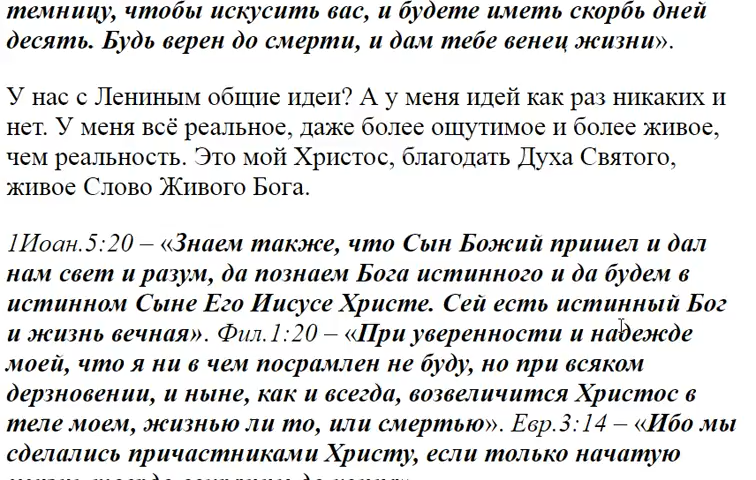 темницу, чтобы искусить вас, и будете иметь скорбь дней
десять. Будь верен до смерти, и дам тебе венец жизни».
У нас с Лениным общие идеи? А у меня идей как раз никаких и
нет. У меня всё реальное, даже более ощутимое и более живое,
чем реальность. Это мой Христос, благодать Духа Святого,
живое Слово Живого Бога.
1Иоан.5:20 – «Знаем также, что Сын Божий пришел и дал
нам свет и разум, да познаем Бога истинного и да будем в
истинном Сыне Его Иисусе Христе. Сей есть истинный Бог
и жизнь вечная». Фил.1:20 – «При уверенности и надежде
моей, что я ни в чем посрамлен не буду, но при всяком
дерзновении, и ныне, как и всегда, возвеличится Христос в
теле моем, жизнью ли то, или смертью». Евр.3:14 – «Ибо мы
сделались причастниками Христу, если только начатую